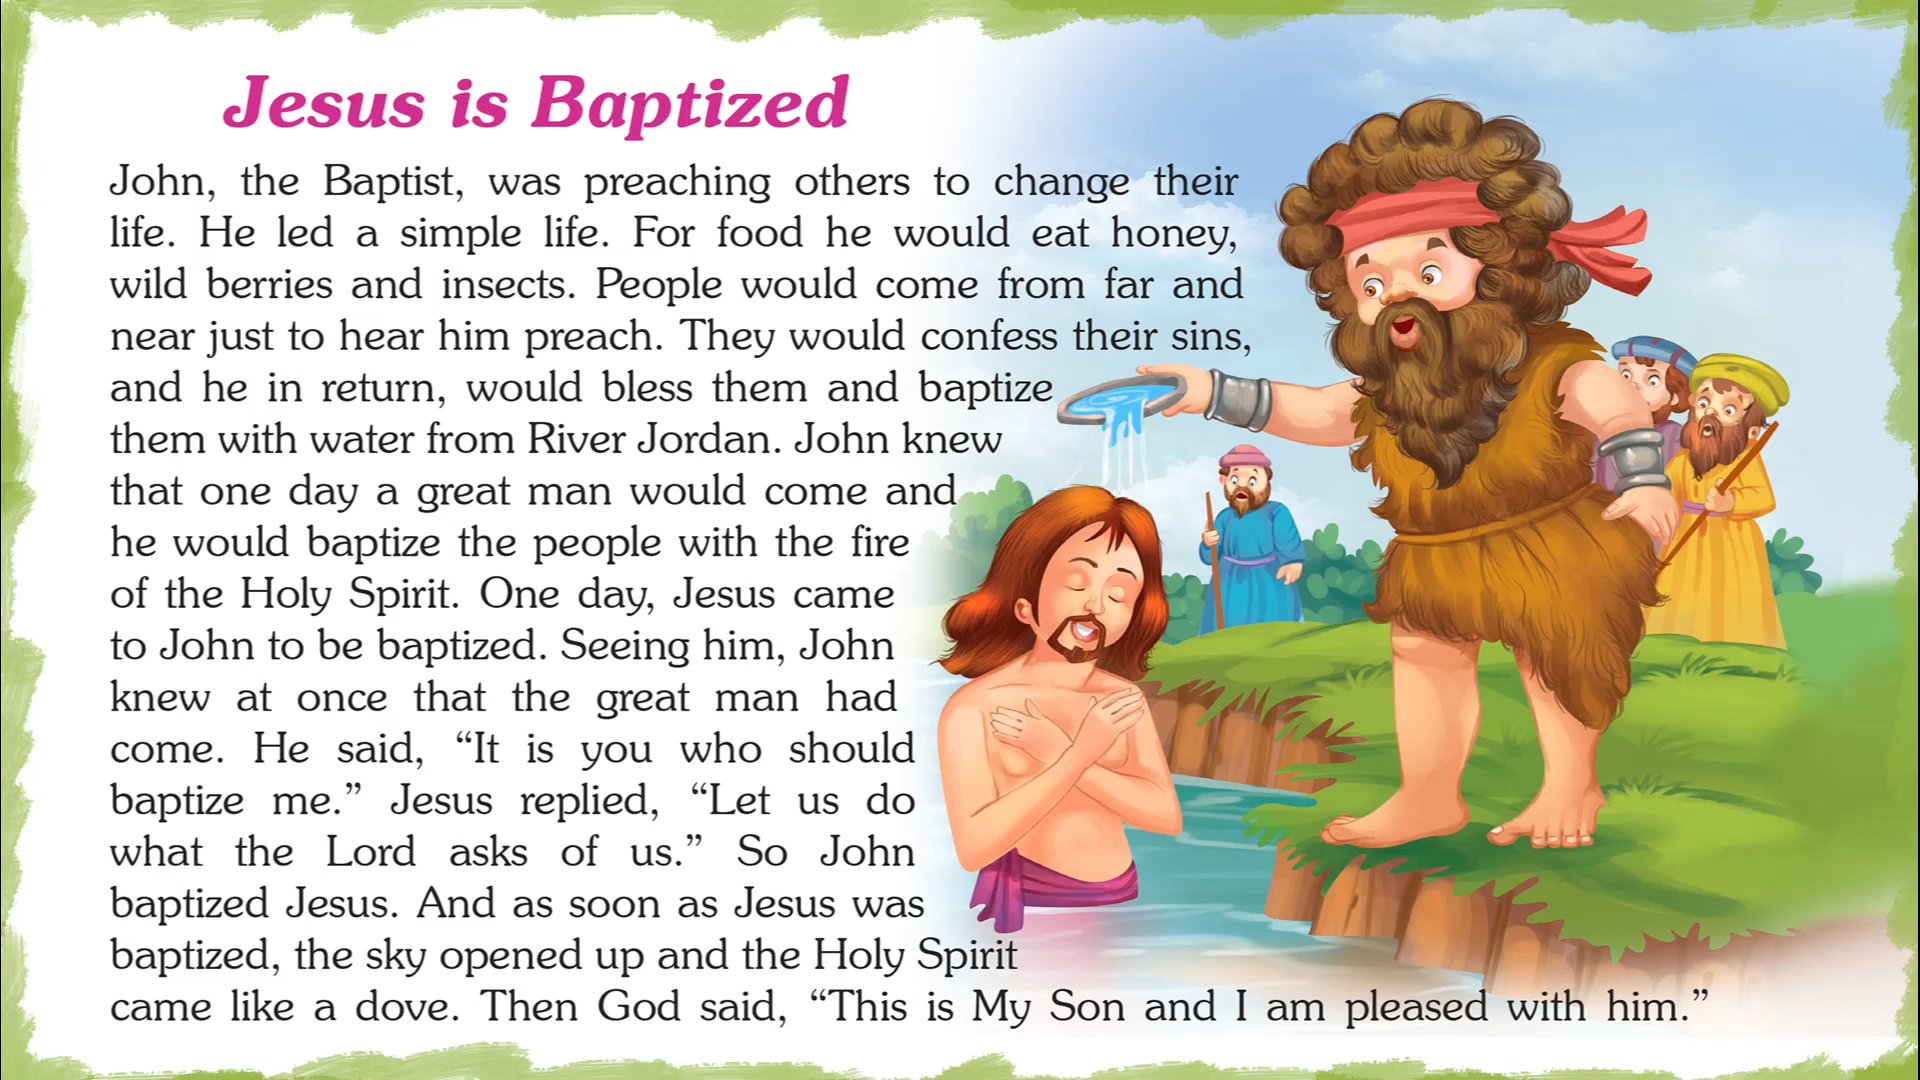 Jesus is Baptized
John, the Baptist, was preaching others to change their
life. He led a simple life. For food he would eat honey,
wild berries and insects. People would come from far and
near just to hear him preach. They would confess their sins,
and he in return, would bless them and baptize
them with water from River Jordan. John knew
that one day a great man would come and
he would baptize the people with the fire
of the Holy Spirit. One day, Jesus came
to John to be baptized. Seeing him, John
knew at once that the great man had
come. He said, “It is you who should
baptize me.” Jesus replied, “Let us do
what the Lord asks of us.” So John
baptized Jesus. And as soon as Jesus was
baptized, the sky opened up and the Holy Spirit
came like a dove. Then God said, “This is My Son and I am pleased with him.”